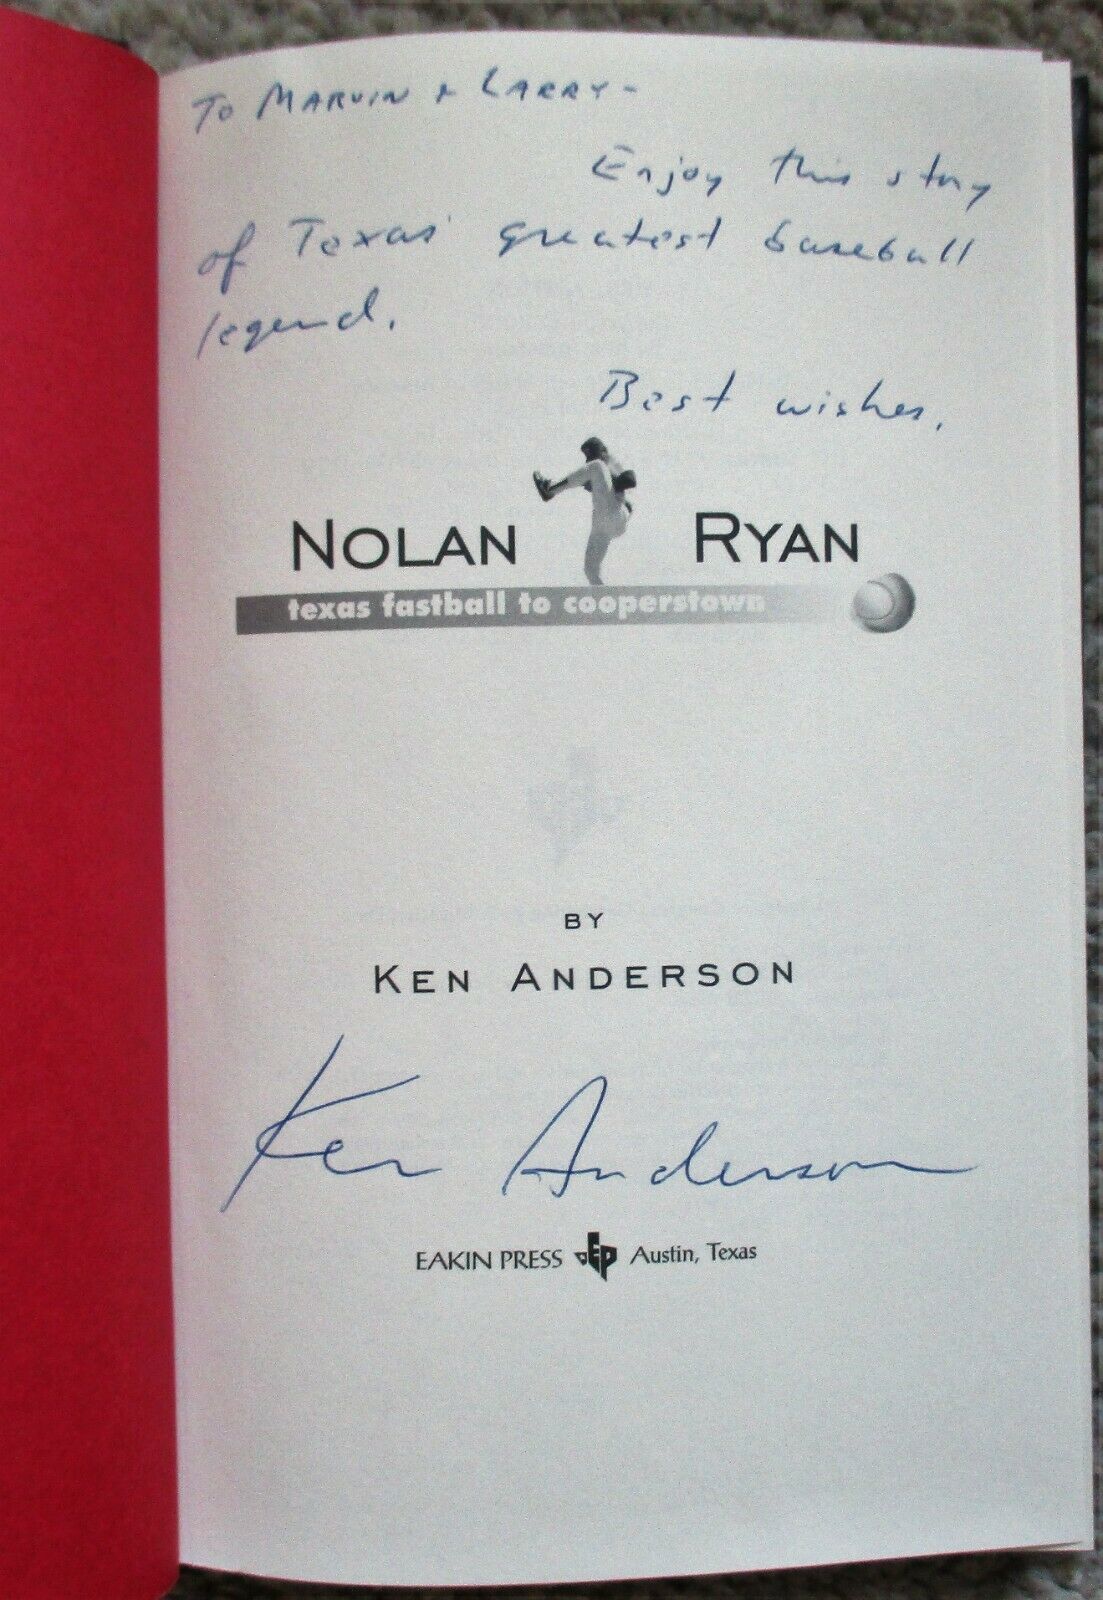 To Marvin & Larry-
Enjoy this story
of Texas' greatest baseball
legend.
Best wishes,
NOLAN RYAN
texas fastball to cooperstown
BY
KEN ANDERSON
Ken Anderson
EAKIN PRESS EP Austin, Texas